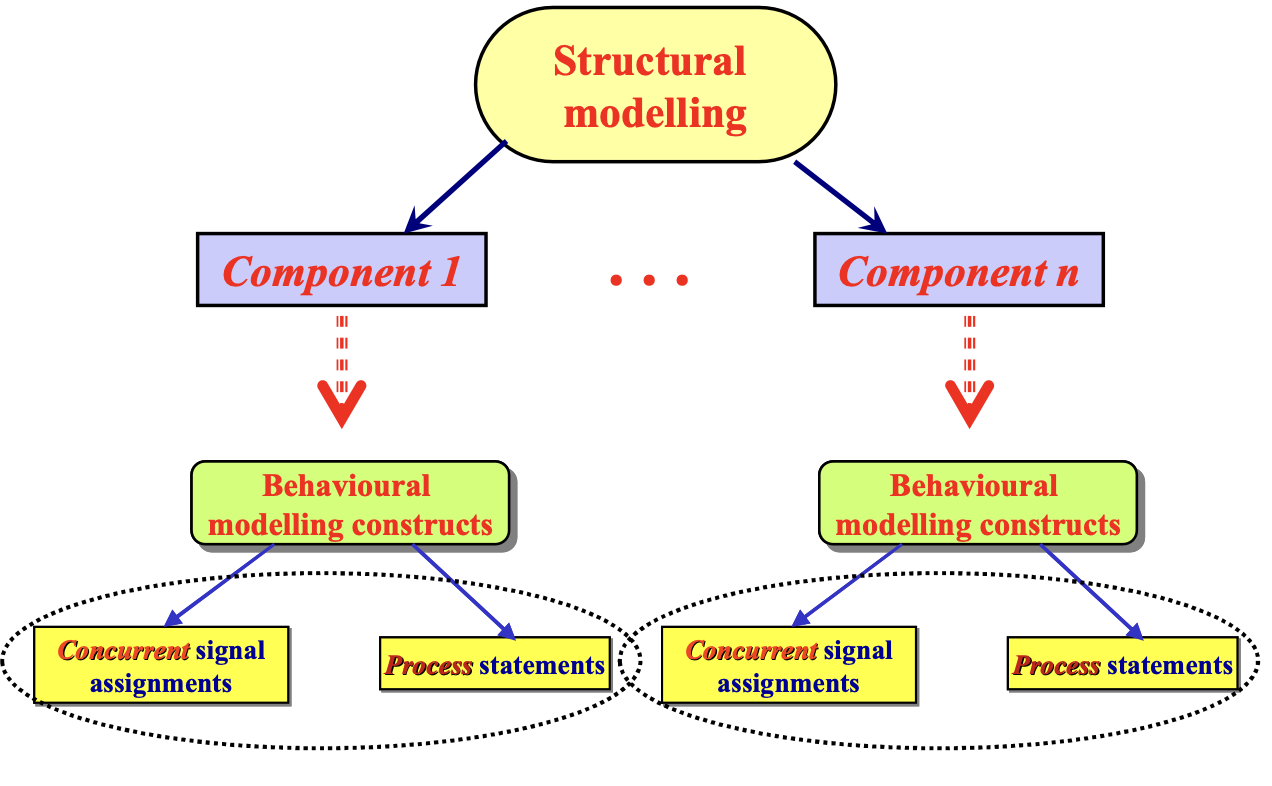 Structural
modelling
Component 1
. . .
Component n
Behavioural
modelling constructs
Behavioural
modelling constructs
Concurrent signal
assignments
Process statements
Concurrent signal
assignments
Process statements